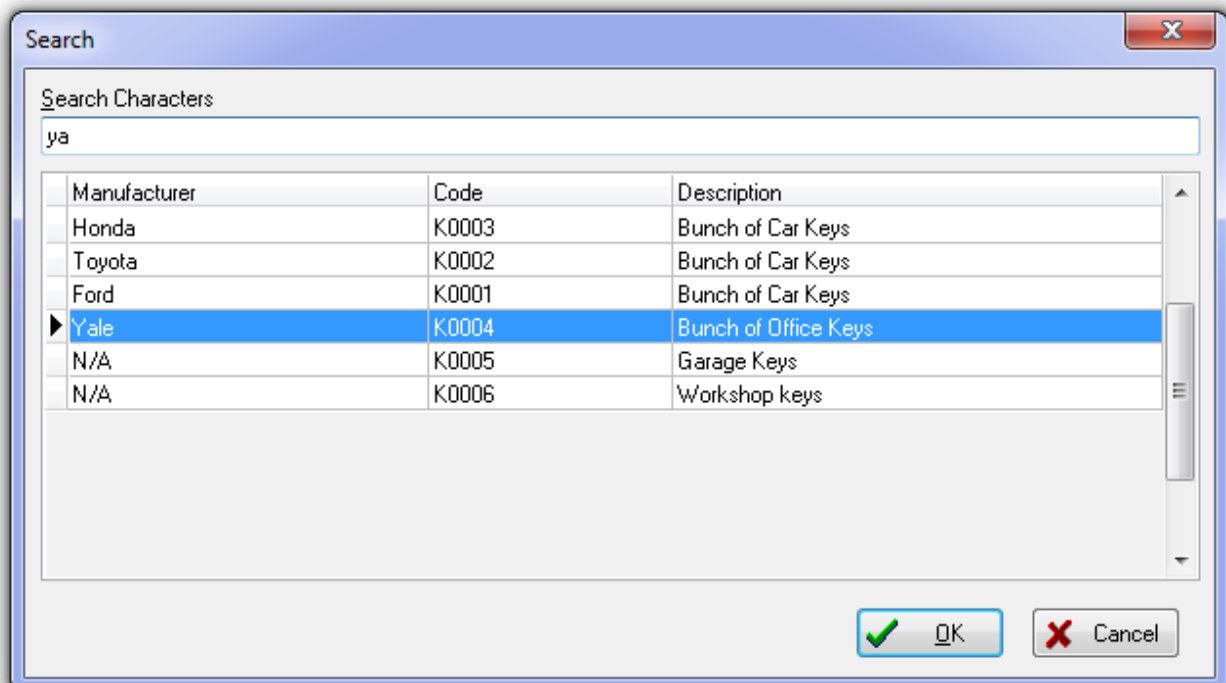 Search
Search Characters
ya
Manufacturer Code Description
Honda K0003 Bunch of Car Keys
Toyota K0002 Bunch of Car Keys
Ford K0001 Bunch of Car Keys
Yale K0004 Bunch of Office Keys
N/A K0005 Garage Keys
N/A K0006 Workshop keys
OK Cancel